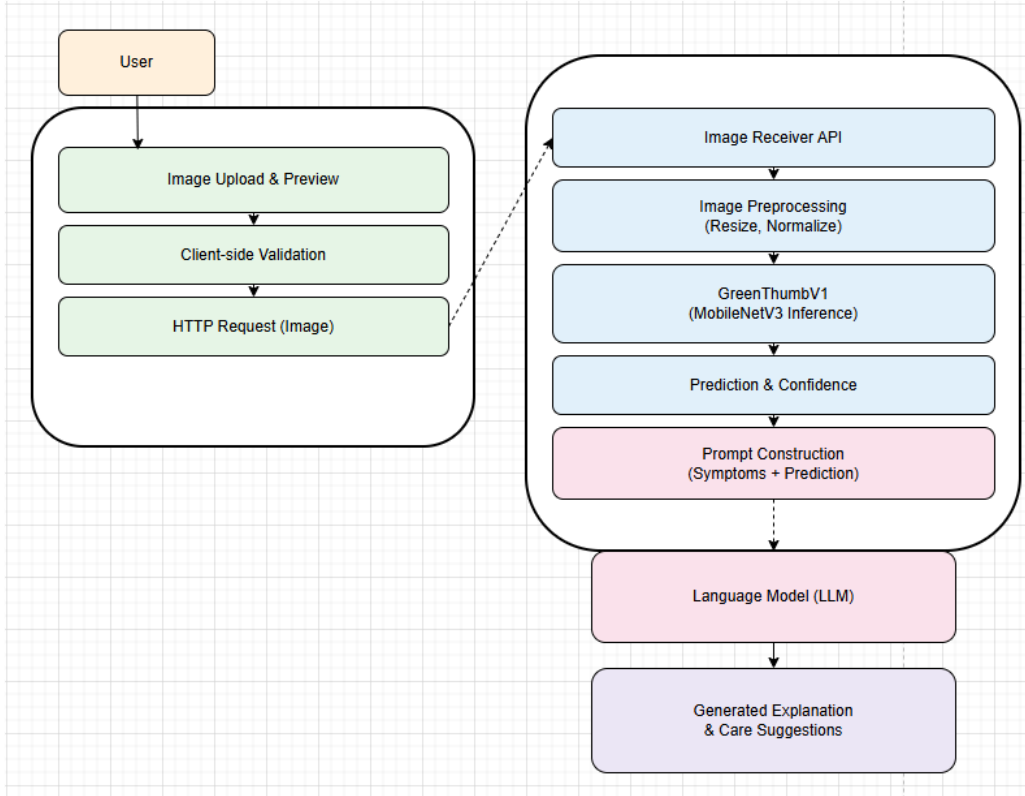 User
Image Upload & Preview
Client-side Validation
HTTP Request (Image)
Image Receiver API
Image Preprocessing
(Resize, Normalize)
GreenThumbV1
(MobileNetV3 Inference)
Prediction & Confidence
Prompt Construction
(Symptoms + Prediction)
Language Model (LLM)
Generated Explanation
& Care Suggestions